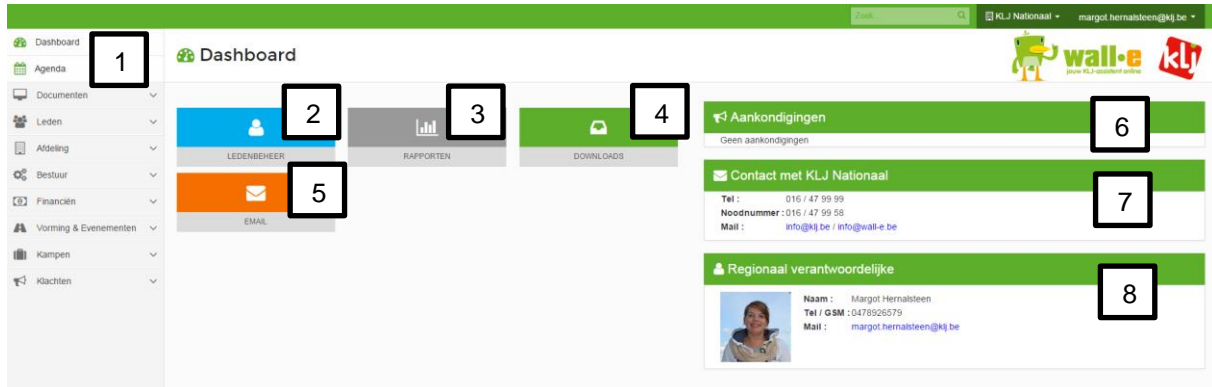 Zoek...
KLJ Nationaal
margot.hernalsteen@klj.be
Dashboard
Agenda
Documenten
Leden
Afdeling
Bestuur
Financiën
Vorming & Evenementen
Kampen
Klachten
1
Dashboard
wall•e
jouw KLJ-assistent online
klj
2
LEDENBEHEER
3
RAPPORTEN
4
DOWNLOADS
5
EMAIL
Aankondigingen
6
Geen aankondigingen
Contact met KLJ Nationaal
7
Tel : 016 / 47 99 99
Noodnummer : 016 / 47 99 58
Mail : info@klj.be / info@wall-e.be
Regionaal verantwoordelijke
8
Naam : Margot Hernalsteen
Tel / GSM : 0478926579
Mail : margot.hernalsteen@klj.be